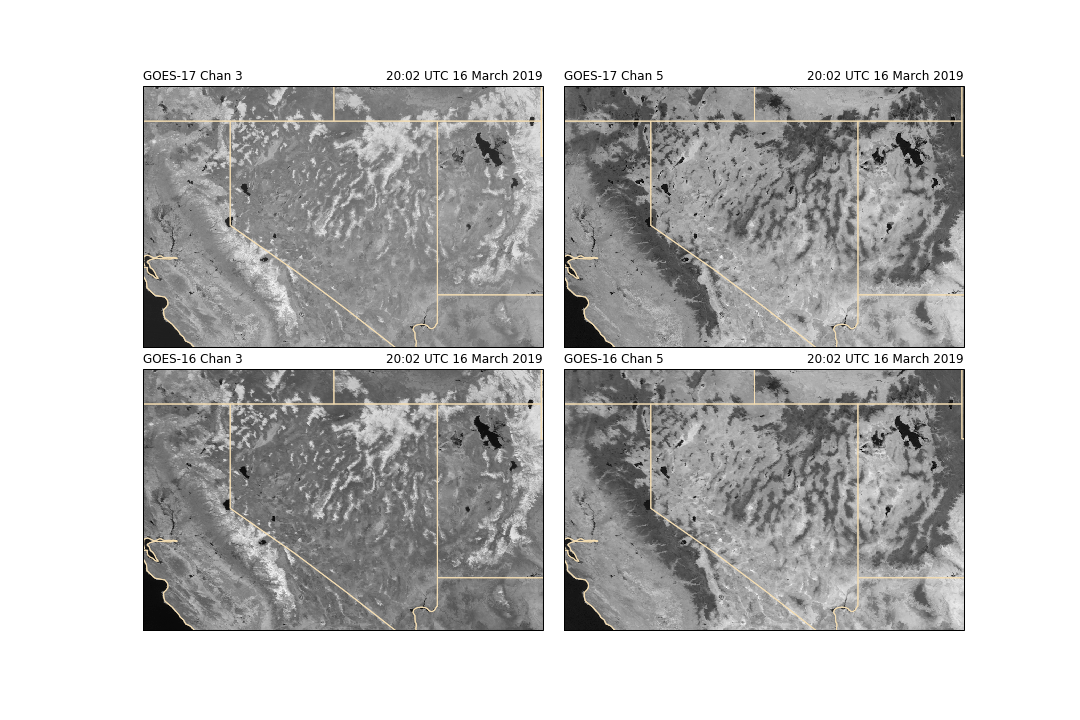 GOES-17 Chan 3 20:02 UTC 16 March 2019
GOES-17 Chan 5 20:02 UTC 16 March 2019
GOES-16 Chan 3 20:02 UTC 16 March 2019
GOES-16 Chan 5 20:02 UTC 16 March 2019